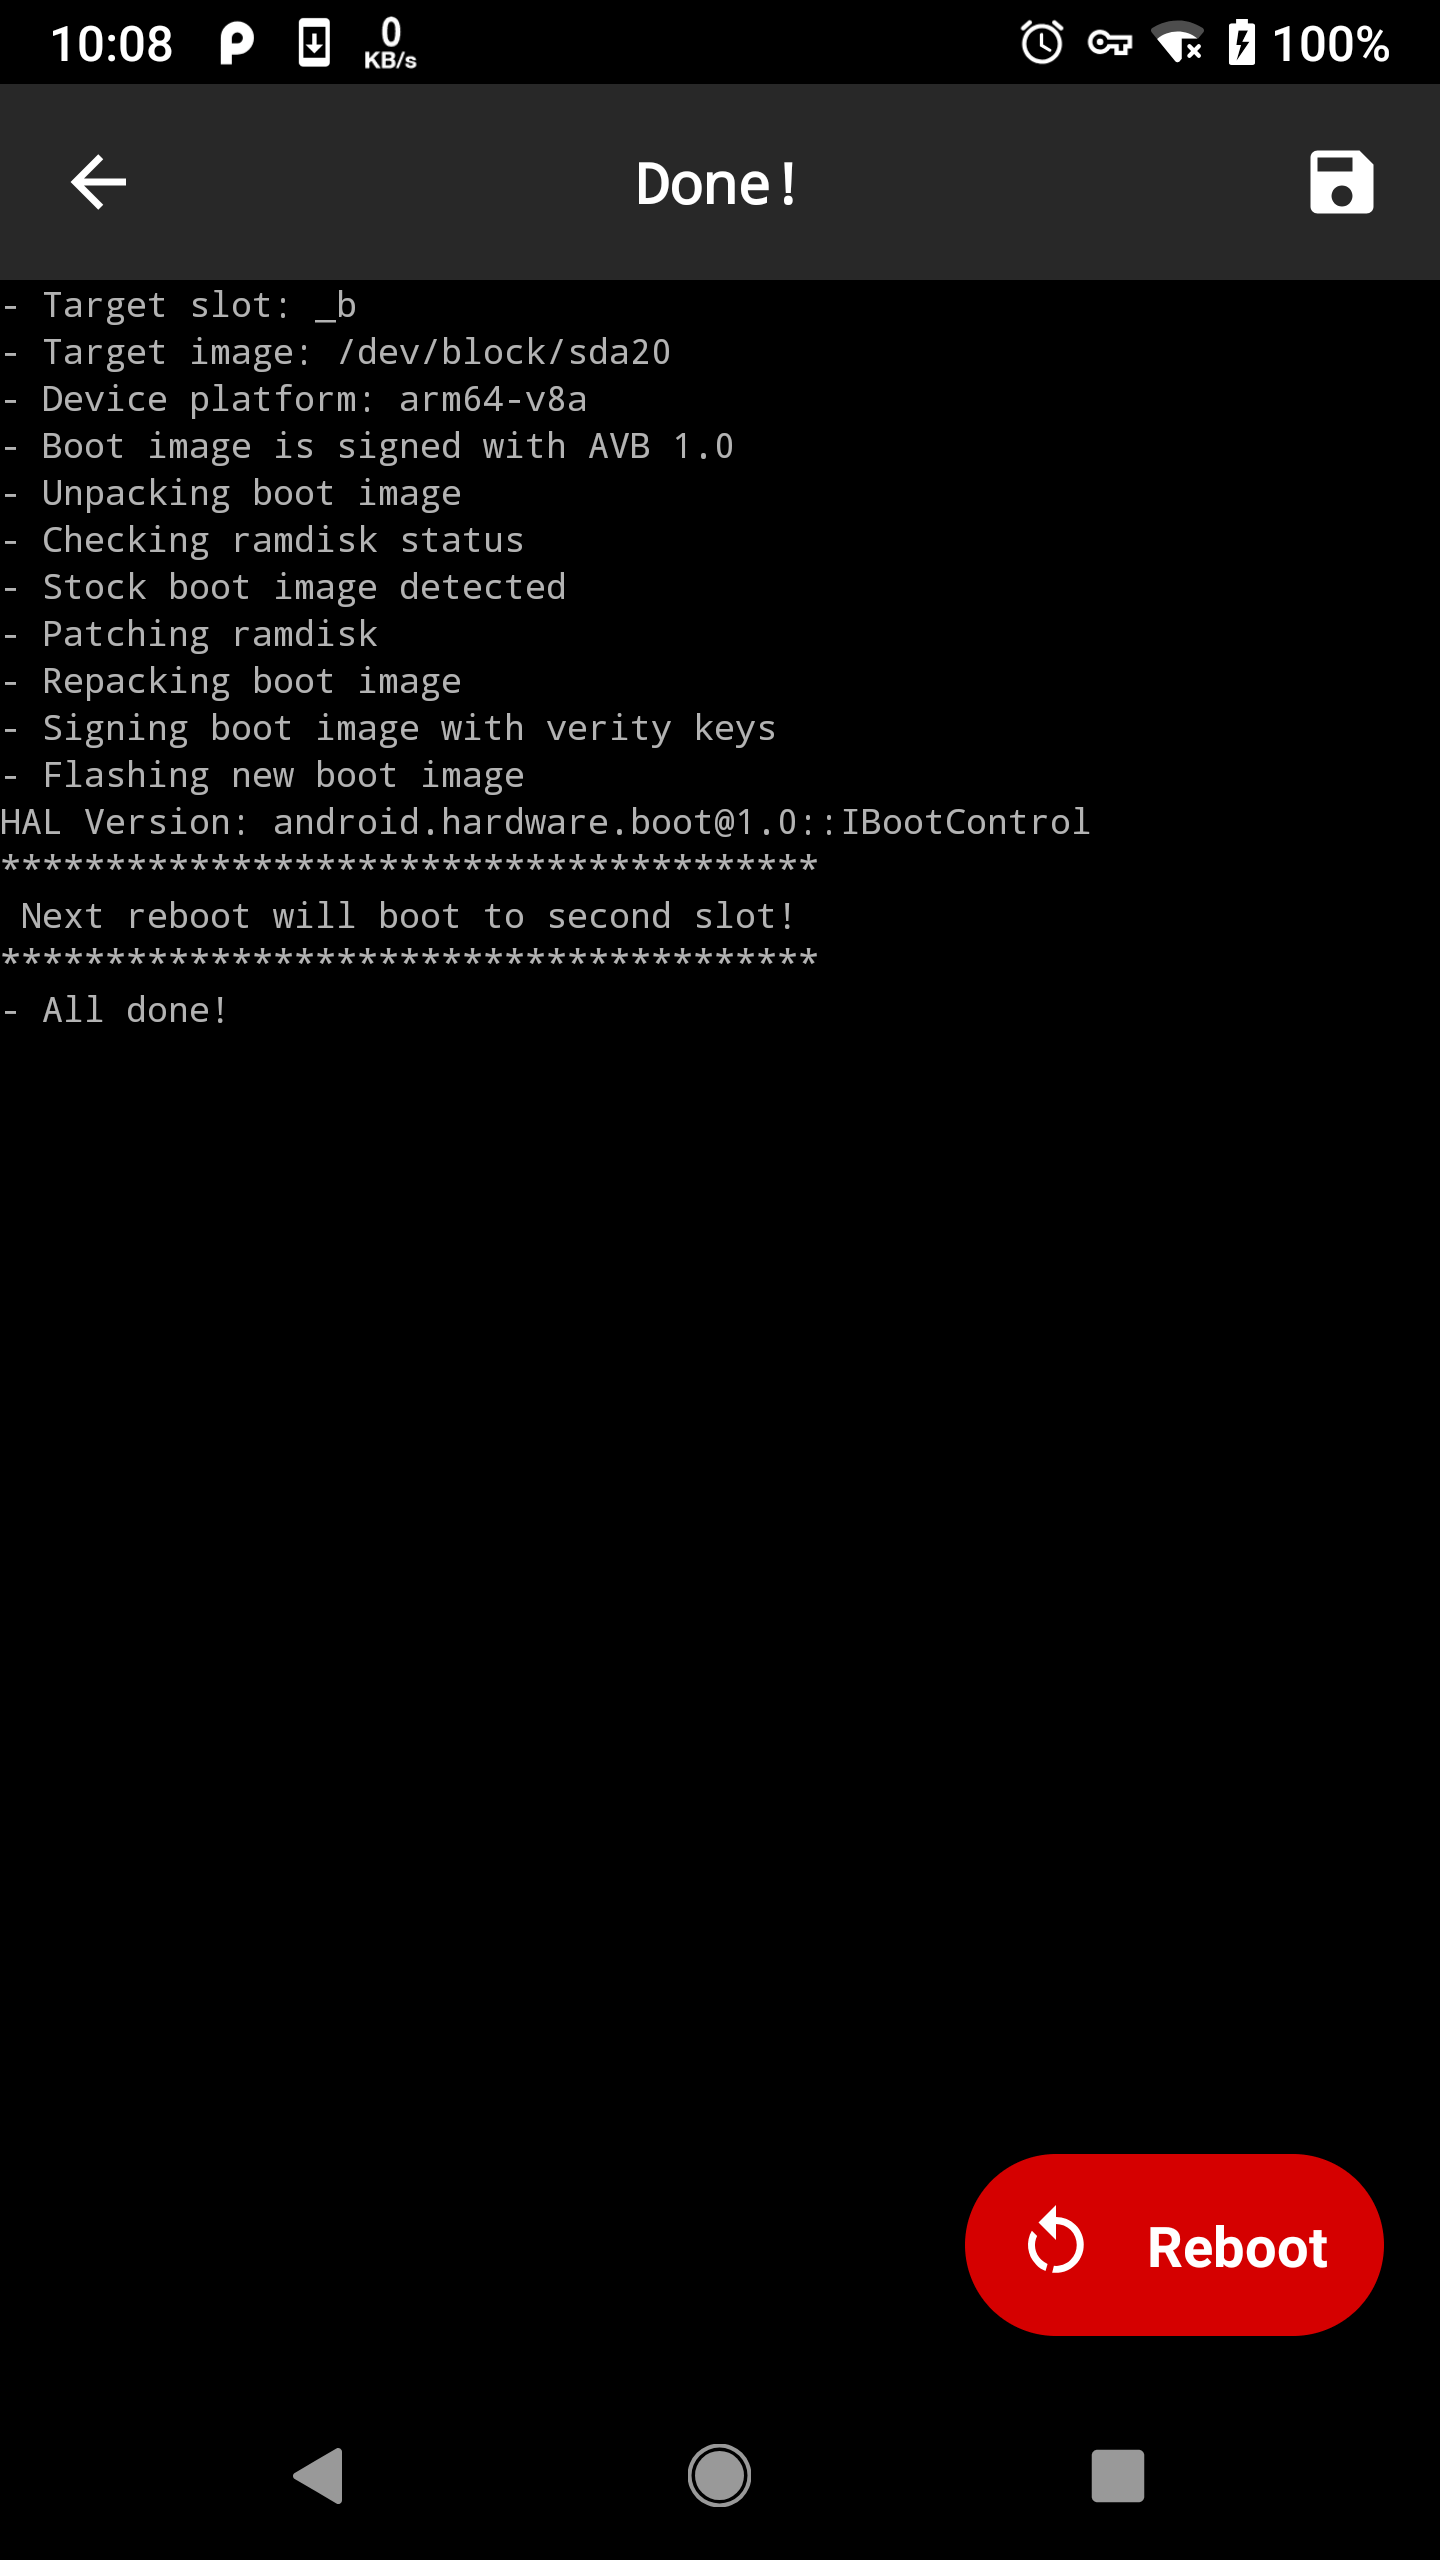 10:08 0 KB/s 100%
Done!
- Target slot: _b
- Target image: /dev/block/sda20
- Device platform: arm64-v8a
- Boot image is signed with AVB 1.0
- Unpacking boot image
- Checking ramdisk status
- Stock boot image detected
- Patching ramdisk
- Repacking boot image
- Signing boot image with verity keys
- Flashing new boot image
HAL Version: android.hardware.boot@1.0::IBootControl
***************************************
Next reboot will boot to second slot!
***************************************
- All done!
Reboot